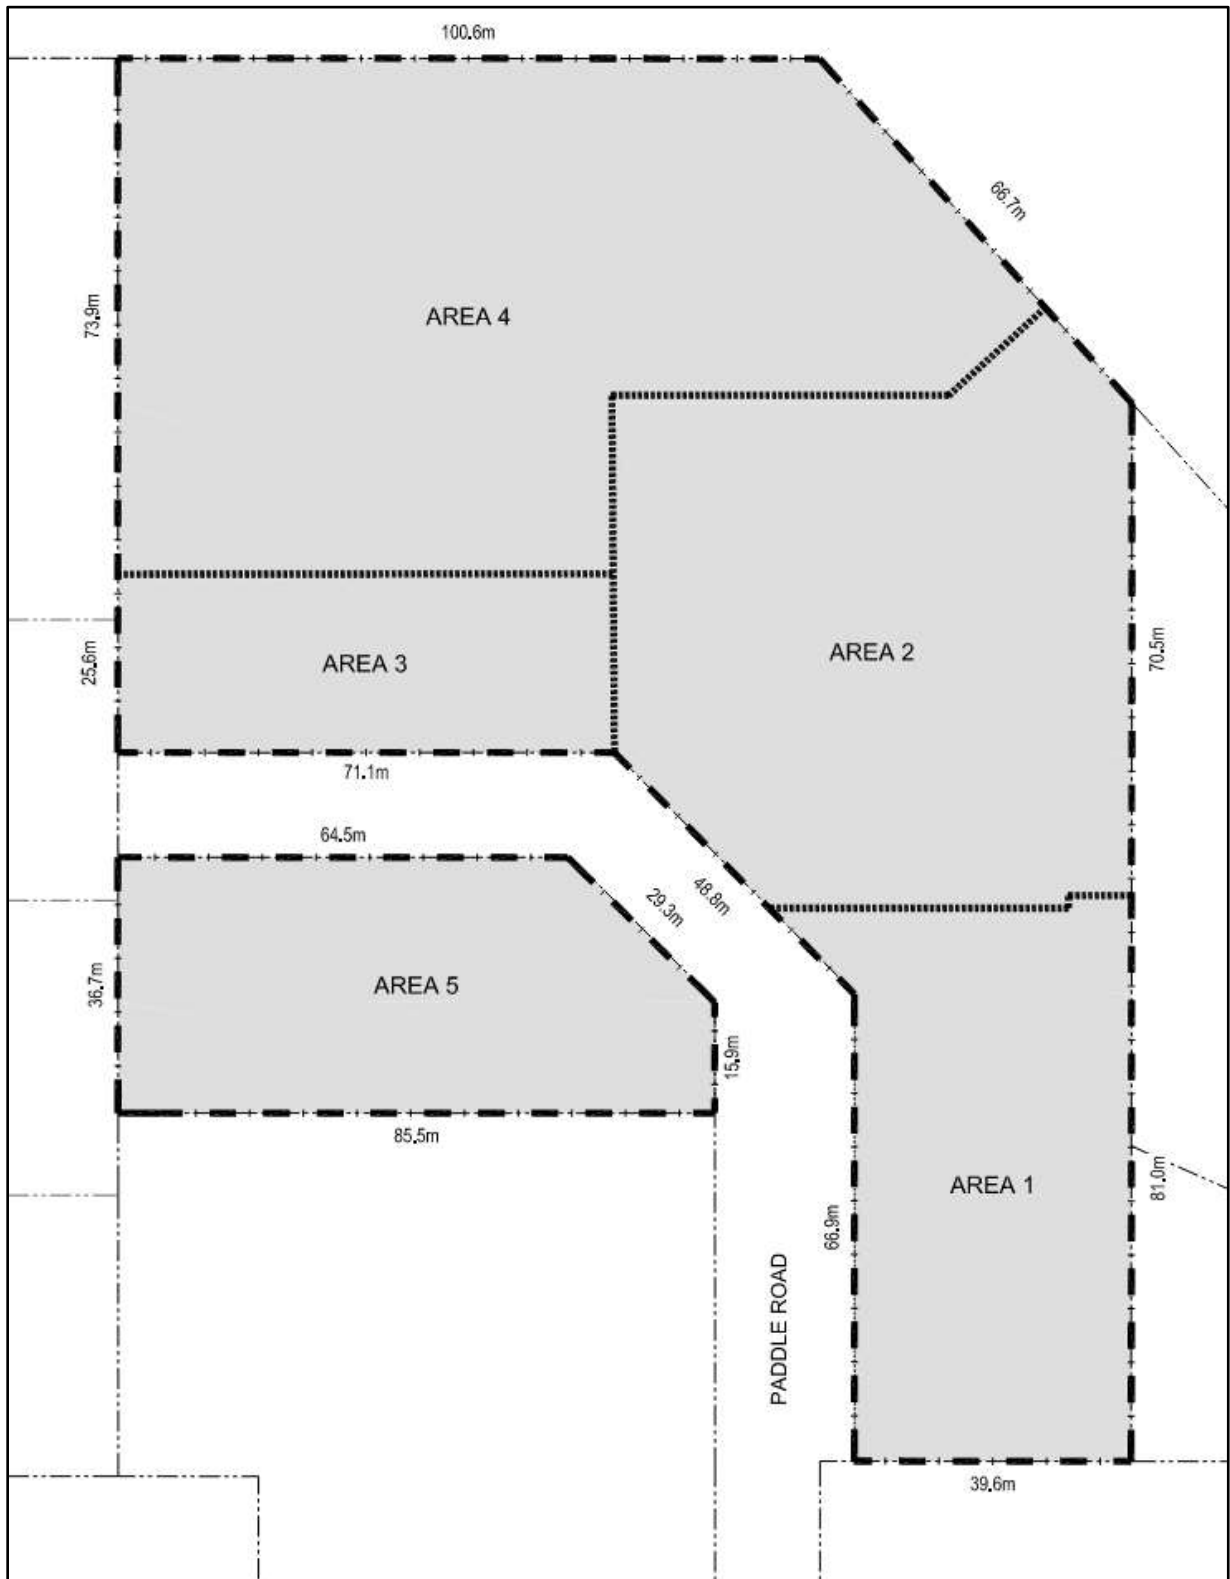 100.6m
66.7m
73.9m
AREA 4
25.6m
AREA 3
AREA 2
70.5m
71.1m
64.5m
29.3m
48.8m
36.7m
AREA 5
15.9m
85.5m
66.9m
AREA 1
81.0m
PADDLE ROAD
39.6m